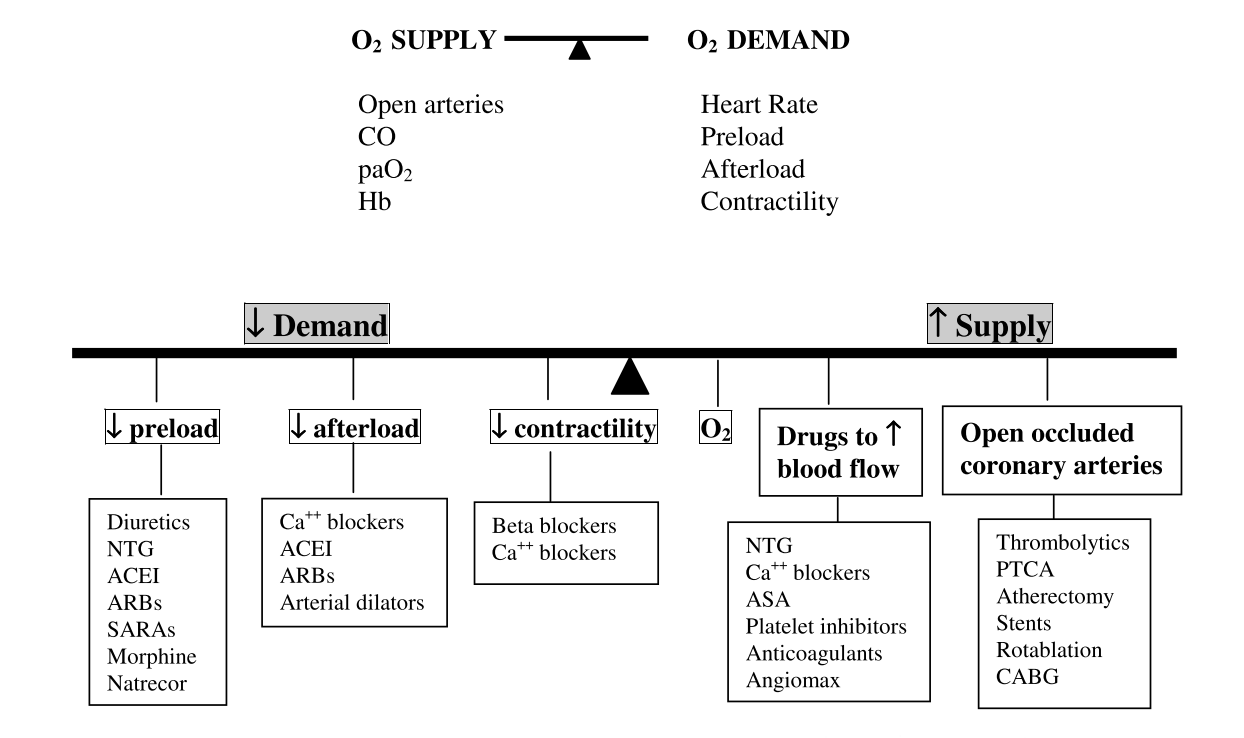 O₂ SUPPLY O₂ DEMAND
Open arteries
CO
paO₂
Hb
Heart Rate
Preload
Afterload
Contractility
↓ Demand
↑ Supply
↓ preload
↓ afterload
↓ contractility
O₂
Drugs to ↑
blood flow
Open occluded
coronary arteries
Diuretics
NTG
ACEI
ARBs
SARAs
Morphine
Natrecor
Ca⁺⁺ blockers
ACEI
ARBs
Arterial dilators
Beta blockers
Ca⁺⁺ blockers
NTG
Ca⁺⁺ blockers
ASA
Platelet inhibitors
Anticoagulants
Angiomax
Thrombolytics
PTCA
Atherectomy
Stents
Rotablation
CABG